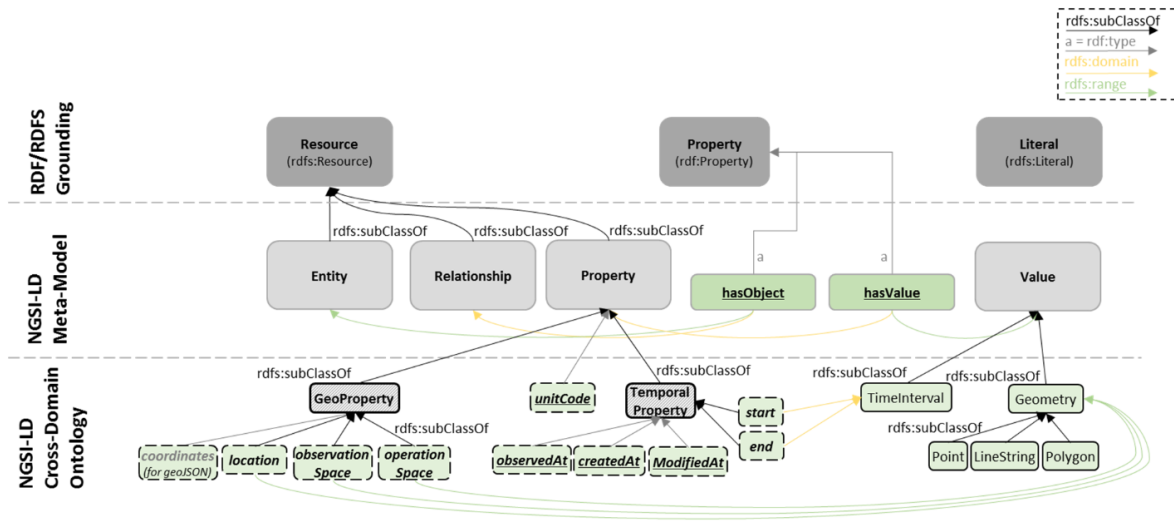 rdfs:subClassOf
a = rdf:type
rdfs:domain
rdfs:range
RDF/RDFS
Grounding
Resource
(rdfs:Resource)
Property
(rdf:Property)
Literal
(rdfs:Literal)
NGSI-LD
Meta-Model
rdfs:subClassOf
rdfs:subClassOf
rdfs:subClassOf
a
a
Entity
Relationship
Property
hasObject
hasValue
Value
NGSI-LD
Cross-Domain
Ontology
rdfs:subClassOf
rdfs:subClassOf
rdfs:subClassOf
rdfs:subClassOf
GeoProperty
unitCode
Temporal
Property
start
end
TimeInterval
Geometry
rdfs:subClassOf
rdfs:subClassOf
coordinates
(for geoJSON)
location
observation
Space
operation
Space
observedAt
createdAt
ModifiedAt
Point
LineString
Polygon